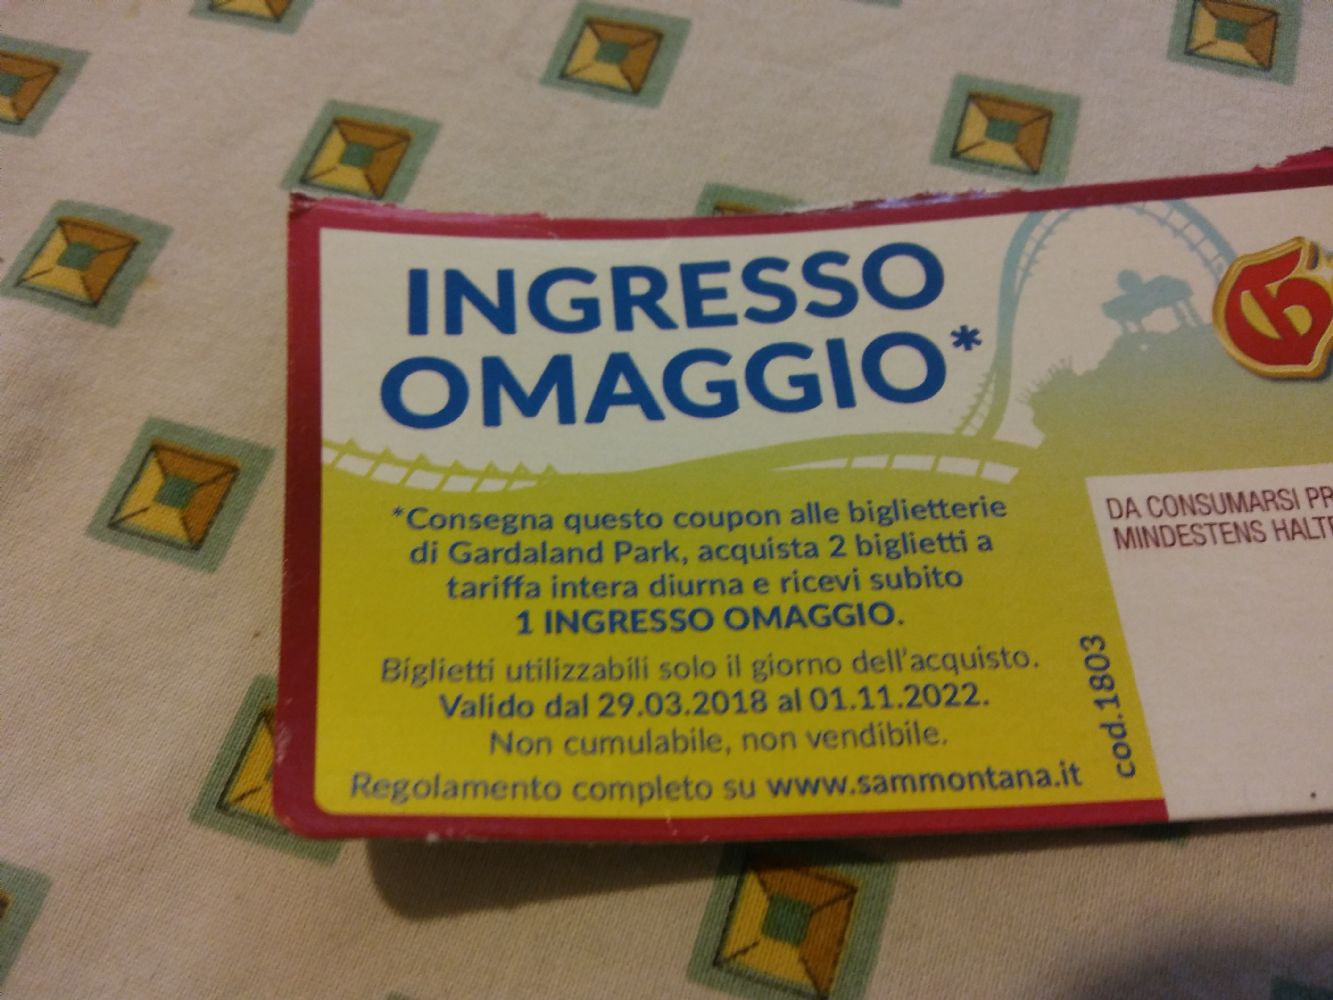 INGRESSO
OMAGGIO*
*Consegna questo coupon alle biglietterie
di Gardaland Park, acquista 2 biglietti a
tariffa intera diurna e ricevi subito
1 INGRESSO OMAGGIO.
Biglietti utilizzabili solo il giorno dell'acquisto.
Valido dal 29.03.2018 al 01.11.2022.
Non cumulabile, non vendibile.
Regolamento completo su www.sammontana.it
cod.1803
G
DA CONSUMARSI PR
MINDESTENS HALT